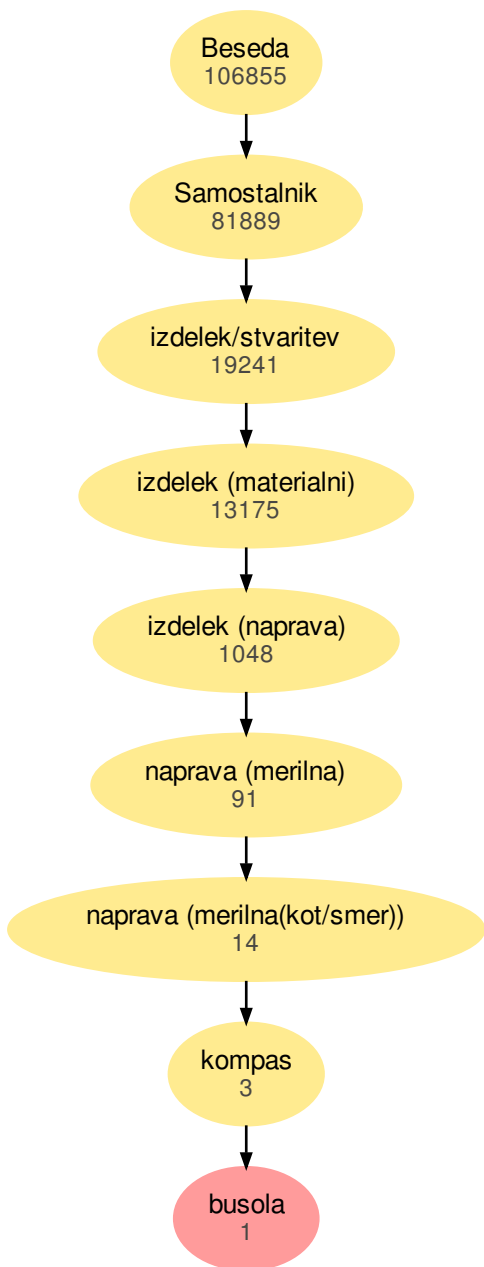 Beseda
106855
Samostalnik
81889
izdelek/stvaritev
19241
izdelek (materialni)
13175
izdelek (naprava)
1048
naprava (merilna)
91
naprava (merilna(kot/smer))
14
kompas
3
busola
1